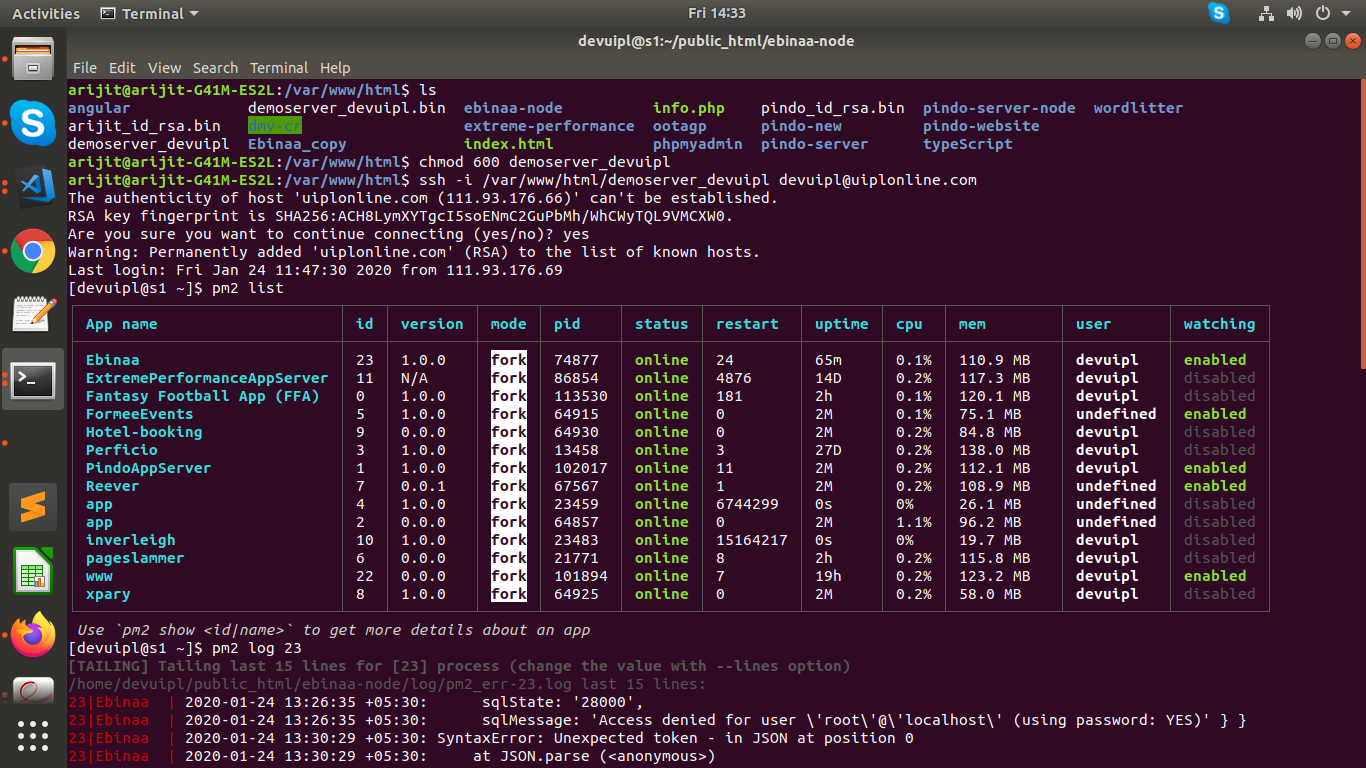 Activities Terminal Fri 14:33
devuipl@s1:~/public_html/ebinaa-node
File Edit View Search Terminal Help
arijit@arijit-G41M-ES2L:/var/www/html$ ls
angular demoserver_devuipl.bin ebinaa-node info.php pindo_id_rsa.bin pindo-server-node wordlitter
arijit_id_rsa.bin dmv-cr extreme-performance ootagp pindo-new pindo-website
demoserver_devuipl Ebinaa_copy index.html phpmyadmin pindo-server typeScript
arijit@arijit-G41M-ES2L:/var/www/html$ chmod 600 demoserver_devuipl
arijit@arijit-G41M-ES2L:/var/www/html$ ssh -i /var/www/html/demoserver_devuipl devuipl@uiplonline.com
The authenticity of host 'uiplonline.com (111.93.176.66)' can't be established.
RSA key fingerprint is SHA256:ACH8LymXYTgcI5soENmC2GuPbMh/WhCWyTQL9VMCXW0.
Are you sure you want to continue connecting (yes/no)? yes
Warning: Permanently added 'uiplonline.com' (RSA) to the list of known hosts.
Last login: Fri Jan 24 11:47:30 2020 from 111.93.176.69
[devuipl@s1 ~]$ pm2 list
App name id version mode pid status restart uptime cpu mem user watching
Ebinaa 23 1.0.0 fork 74877 online 24 65m 0.1% 110.9 MB devuipl enabled
ExtremePerformanceAppServer 11 N/A fork 86854 online 4876 14D 0.2% 117.3 MB devuipl disabled
Fantasy Football App (FFA) 0 1.0.0 fork 113530 online 181 2h 0.1% 120.1 MB devuipl disabled
FormeeEvents 5 1.0.0 fork 64915 online 0 2M 0.1% 75.1 MB undefined enabled
Hotel-booking 9 0.0.0 fork 64930 online 0 2M 0.2% 84.8 MB devuipl disabled
Perficio 3 1.0.0 fork 13458 online 3 27D 0.2% 138.0 MB devuipl disabled
PindoAppServer 1 1.0.0 fork 102017 online 11 2M 0.2% 112.1 MB devuipl enabled
Reever 7 0.0.1 fork 67567 online 1 2M 0.2% 108.9 MB undefined enabled
app 4 1.0.0 fork 23459 online 6744299 0s 0% 26.1 MB undefined disabled
app 2 0.0.0 fork 64857 online 0 2M 1.1% 96.2 MB undefined disabled
inverleigh 10 1.0.0 fork 23483 online 15164217 0s 0% 19.7 MB devuipl disabled
pageslammer 6 1.0.0 fork 21771 online 8 2h 0.2% 115.8 MB devuipl disabled
www 22 0.0.0 fork 101894 online 7 19h 0.2% 123.2 MB devuipl enabled
xpary 8 1.0.0 fork 64925 online 0 2M 0.2% 58.0 MB devuipl disabled
Use `pm2 show <id|name>` to get more details about an app
[devuipl@s1 ~]$ pm2 log 23
[TAILING] Tailing last 15 lines for [23] process (change the value with --lines option)
/home/devuipl/public_html/ebinaa-node/log/pm2_err-23.log last 15 lines:
23|Ebinaa | 2020-01-24 13:26:35 +05:30: sqlState: '28000',
23|Ebinaa | 2020-01-24 13:26:35 +05:30: sqlMessage: 'Access denied for user \'root\'@\'localhost\' (using password: YES)' } }
23|Ebinaa | 2020-01-24 13:30:29 +05:30: SyntaxError: Unexpected token - in JSON at position 0
23|Ebinaa | 2020-01-24 13:30:29 +05:30: at JSON.parse (<anonymous>)